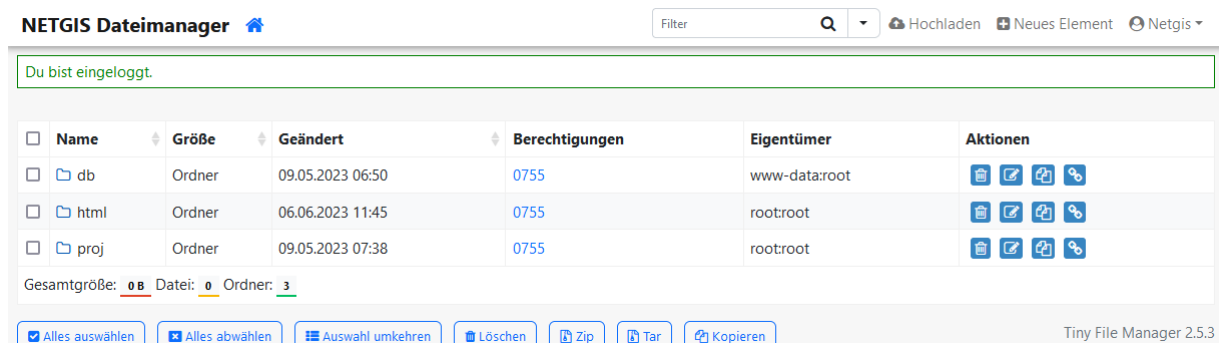 NETGIS Dateimanager Filter Hochladen Neues Element Netgis
Du bist eingeloggt.
Name Größe Geändert Berechtigungen Eigentümer Aktionen
db Ordner 09.05.2023 06:50 0755 www-data:root
html Ordner 06.06.2023 11:45 0755 root:root
proj Ordner 09.05.2023 07:38 0755 root:root
Gesamtgröße: 0 B Datei: 0 Ordner: 3
Alles auswählen Alles abwählen Auswahl umkehren Löschen Zip Tar Kopieren Tiny File Manager 2.5.3